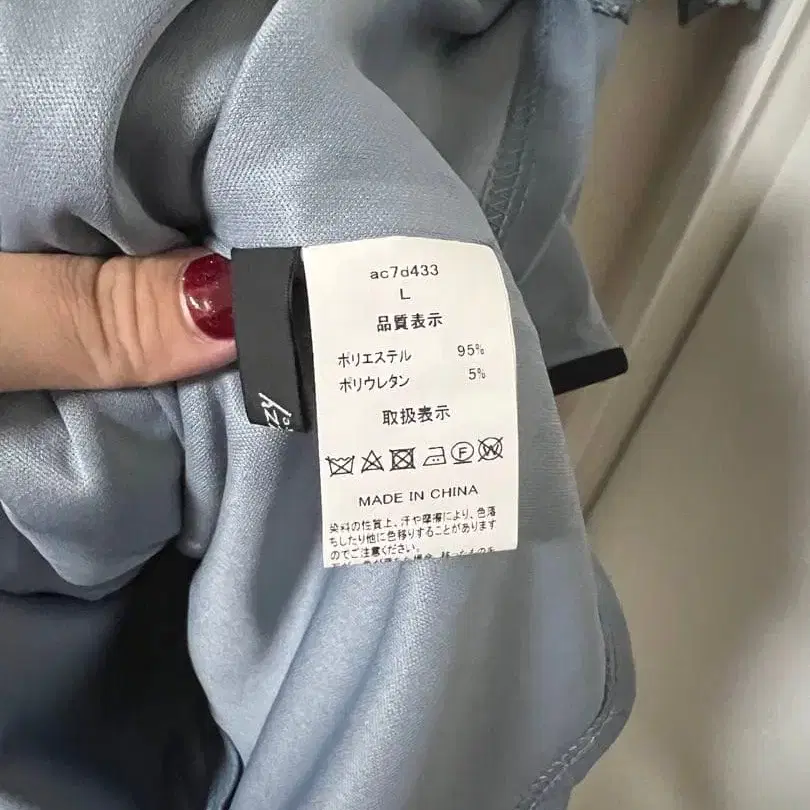 ac7d433
L
品質表示
ポリエステル 95%
ポリウレタン 5%
取扱表示
F W
MADE IN CHINA
染料の性質上、汗や摩擦により、色落
ちしたり他に色移りすることがあります
のでご注意ください。